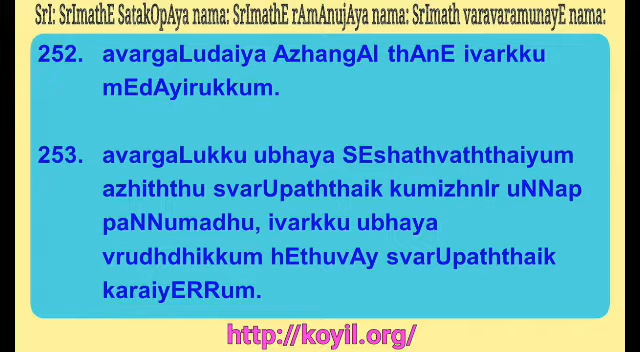 SrI: SrImathE SatakOpAya nama: SrImathE rAmAnujAya nama: SrImath varavaramunayE nama:
252. avargaLudaiya AzhangAl thAnE ivarkku
mEdAyirukkum.
253. avargaLukku ubhaya SEshathvaththaiyum
azhiththu svarUpaththaik kumizhnIr uNNap
paNNumadhu, ivarkku ubhaya
vrudhdhikkum hEthuvAy svarUpaththaik
karaiyERRum.
http://koyil.org/